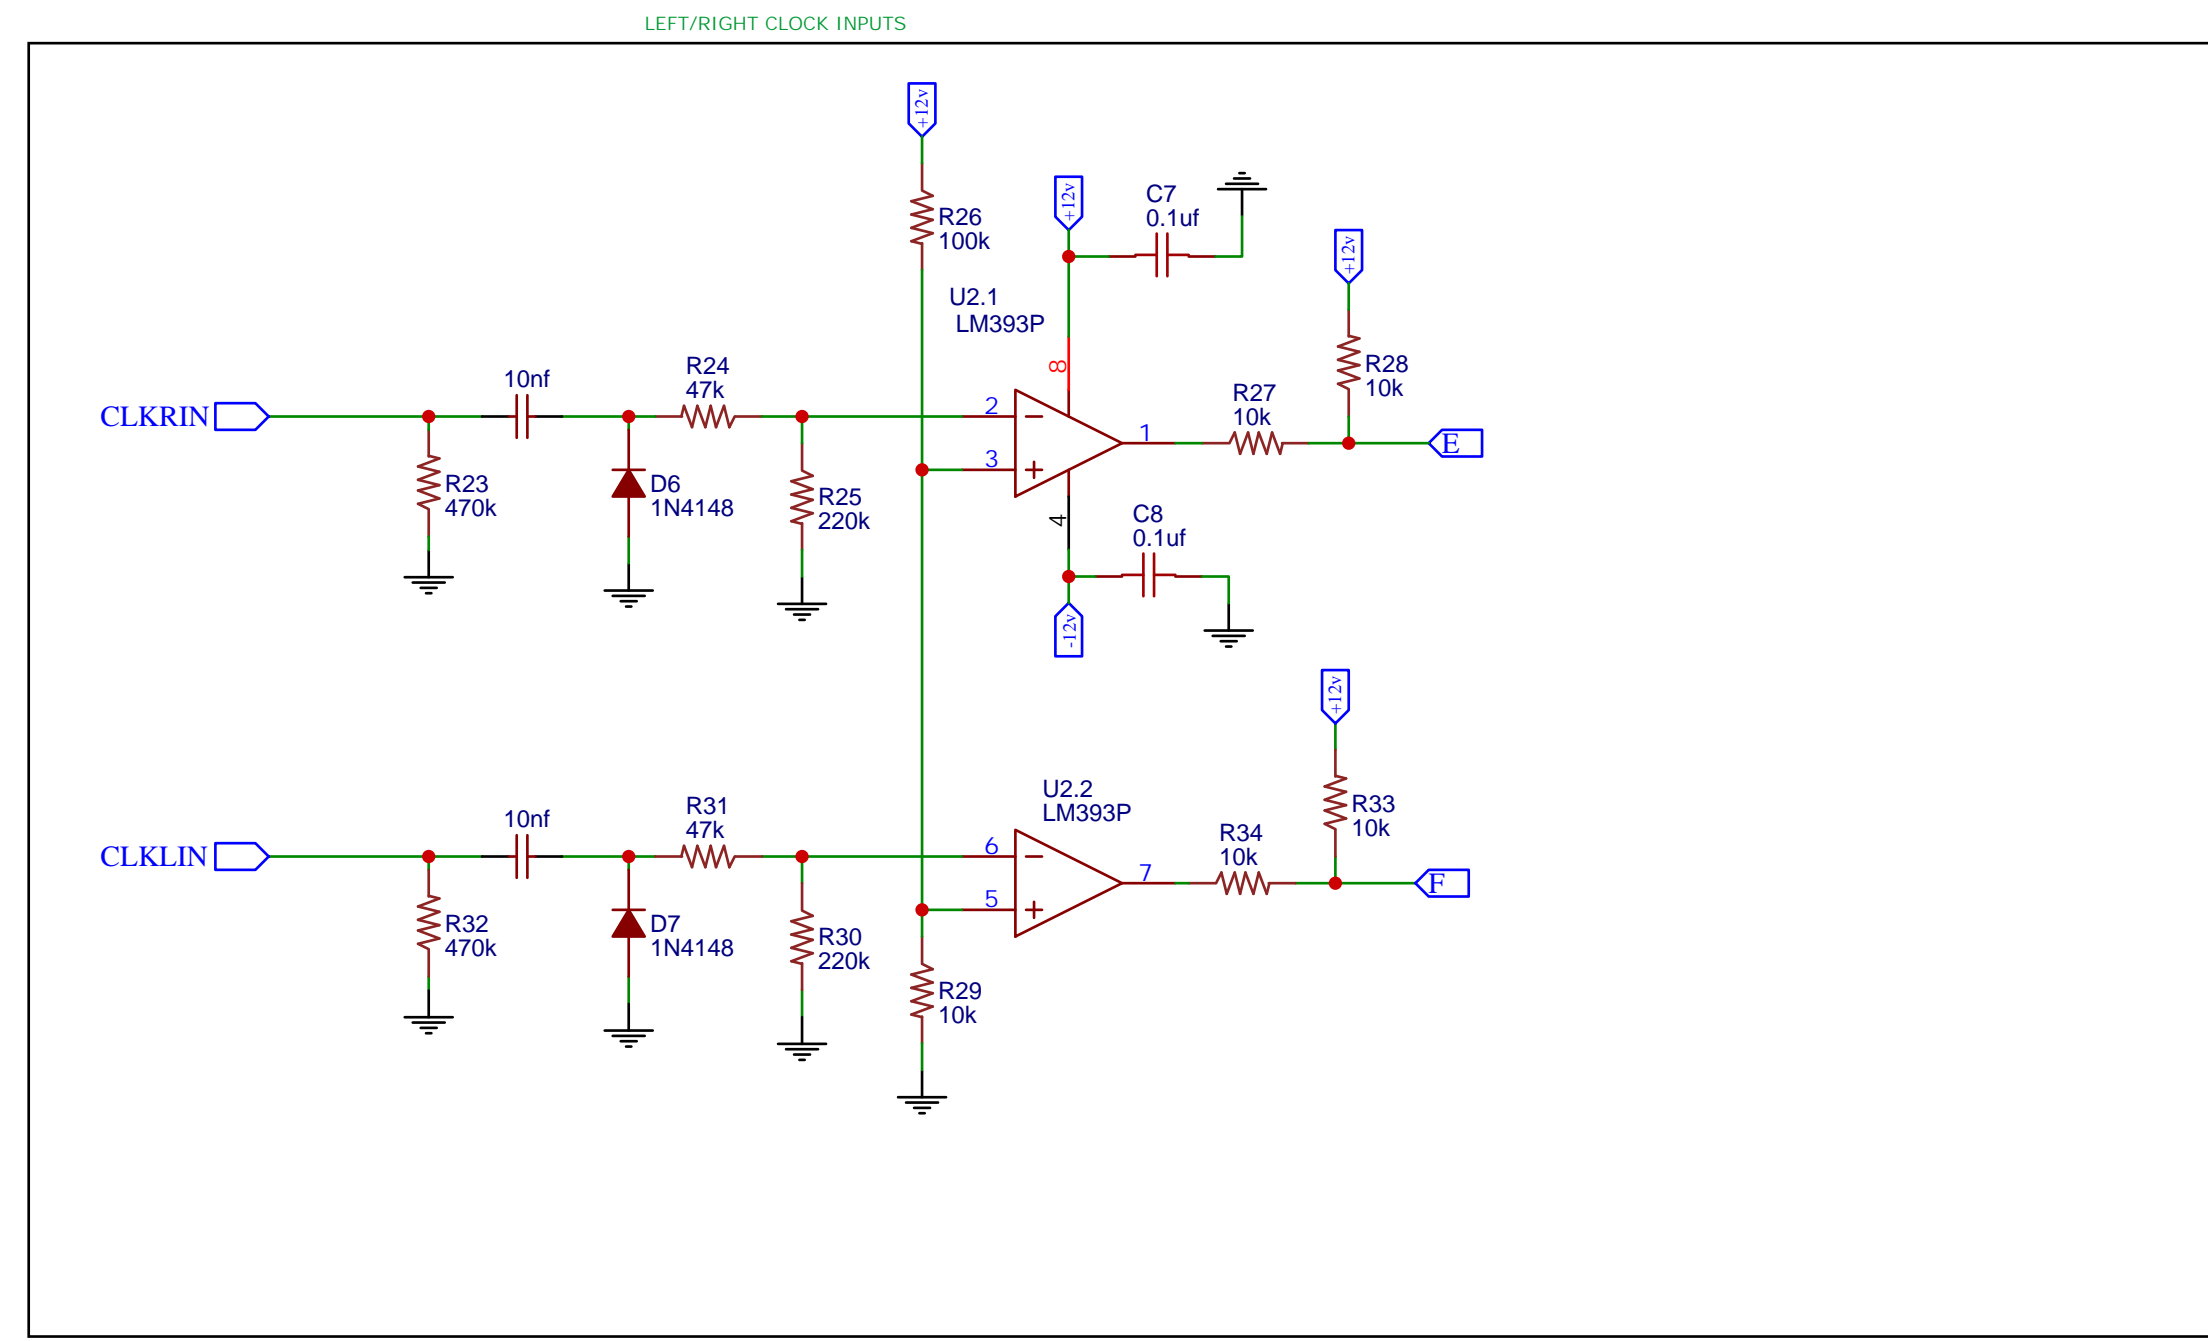 LEFT/RIGHT CLOCK INPUTS
+12v
R26
100k
+12v
C7
0.1uf
+12v
U2.1
LM393P
8
R28
10k
CLKRIN
10nf
R24
47k
2
3
1
R27
10k
E
R23
470k
D6
1N4148
R25
220k
4
C8
0.1uf
-12v
+12v
U2.2
LM393P
R33
10k
CLKLIN
10nf
R31
47k
6
5
7
R34
10k
F
R32
470k
D7
1N4148
R30
220k
R29
10k